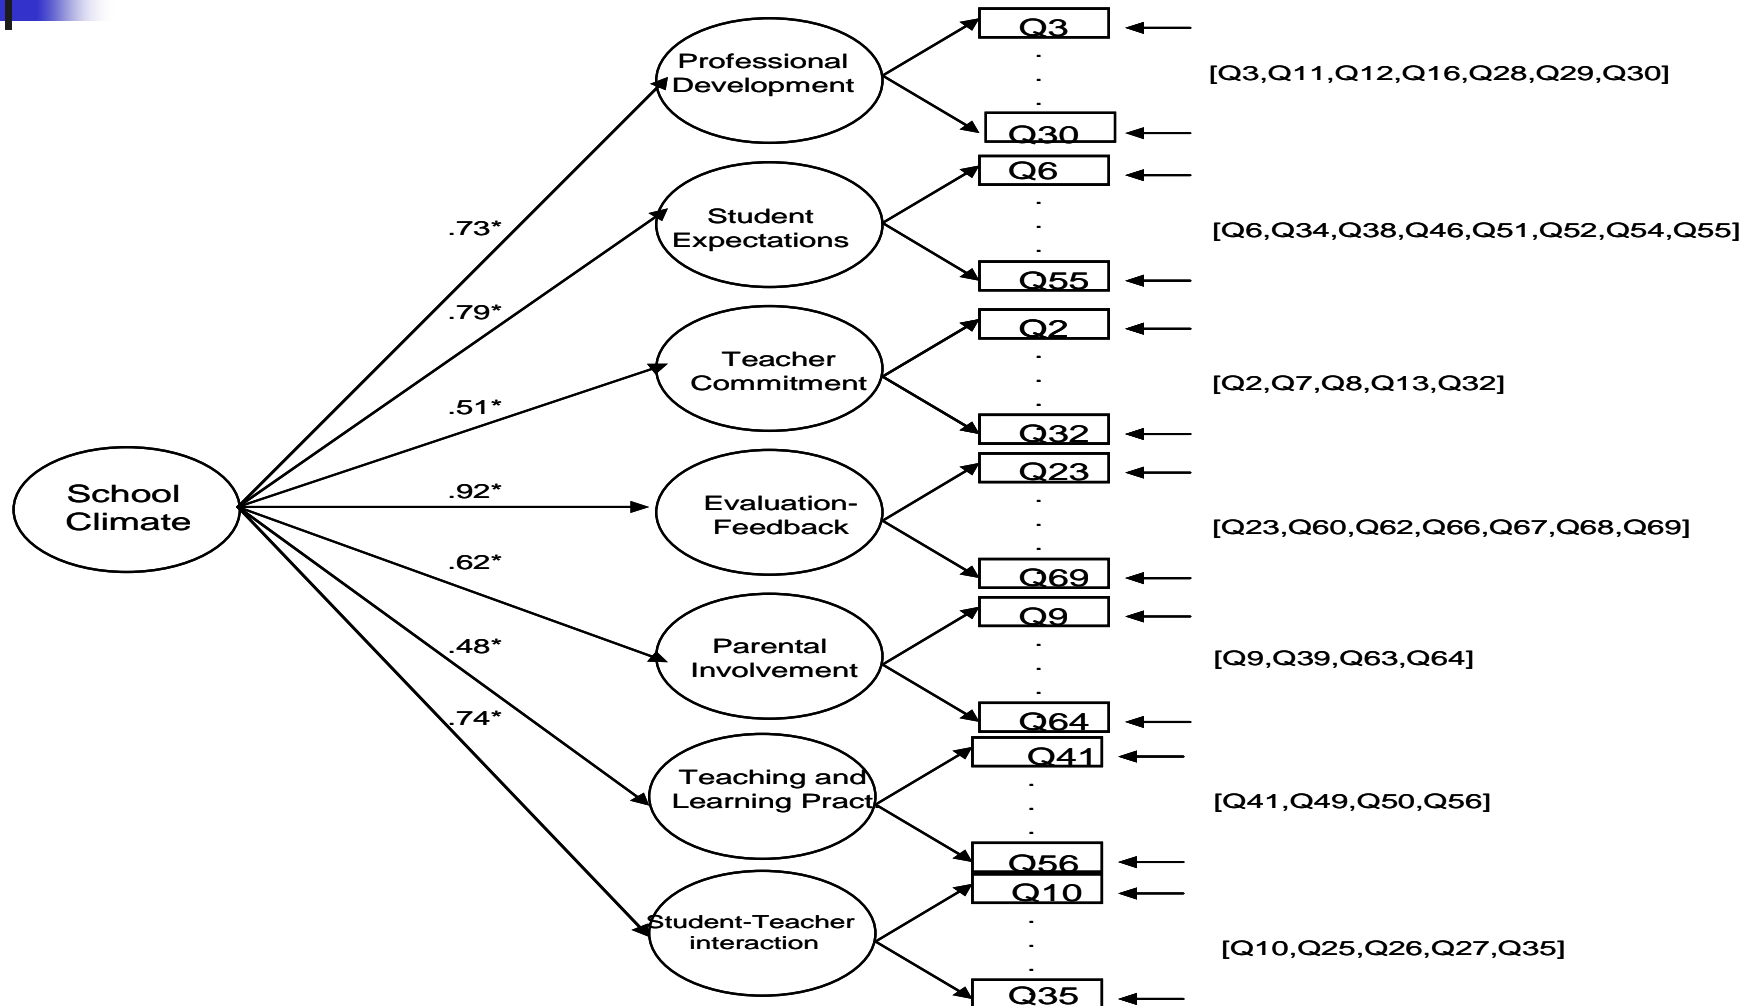 Q3
Professional
Development
[Q3,Q11,Q12,Q16,Q28,Q29,Q30]
Q30
Q6
.73*
Student
Expectations
[Q6,Q34,Q38,Q46,Q51,Q52,Q54,Q55]
Q55
.79*
Q2
Teacher
Commitment
[Q2,Q7,Q8,Q13,Q32]
.51*
Q32
Q23
School
Climate
.92*
Evaluation-
Feedback
[Q23,Q60,Q62,Q66,Q67,Q68,Q69]
Q69
.62*
Q9
Parental
Involvement
[Q9,Q39,Q63,Q64]
.48*
Q64
.74*
Q41
Teaching and
Learning Pract.
[Q41,Q49,Q50,Q56]
Q56
Q10
Student-Teacher
interaction
[Q10,Q25,Q26,Q27,Q35]
Q35